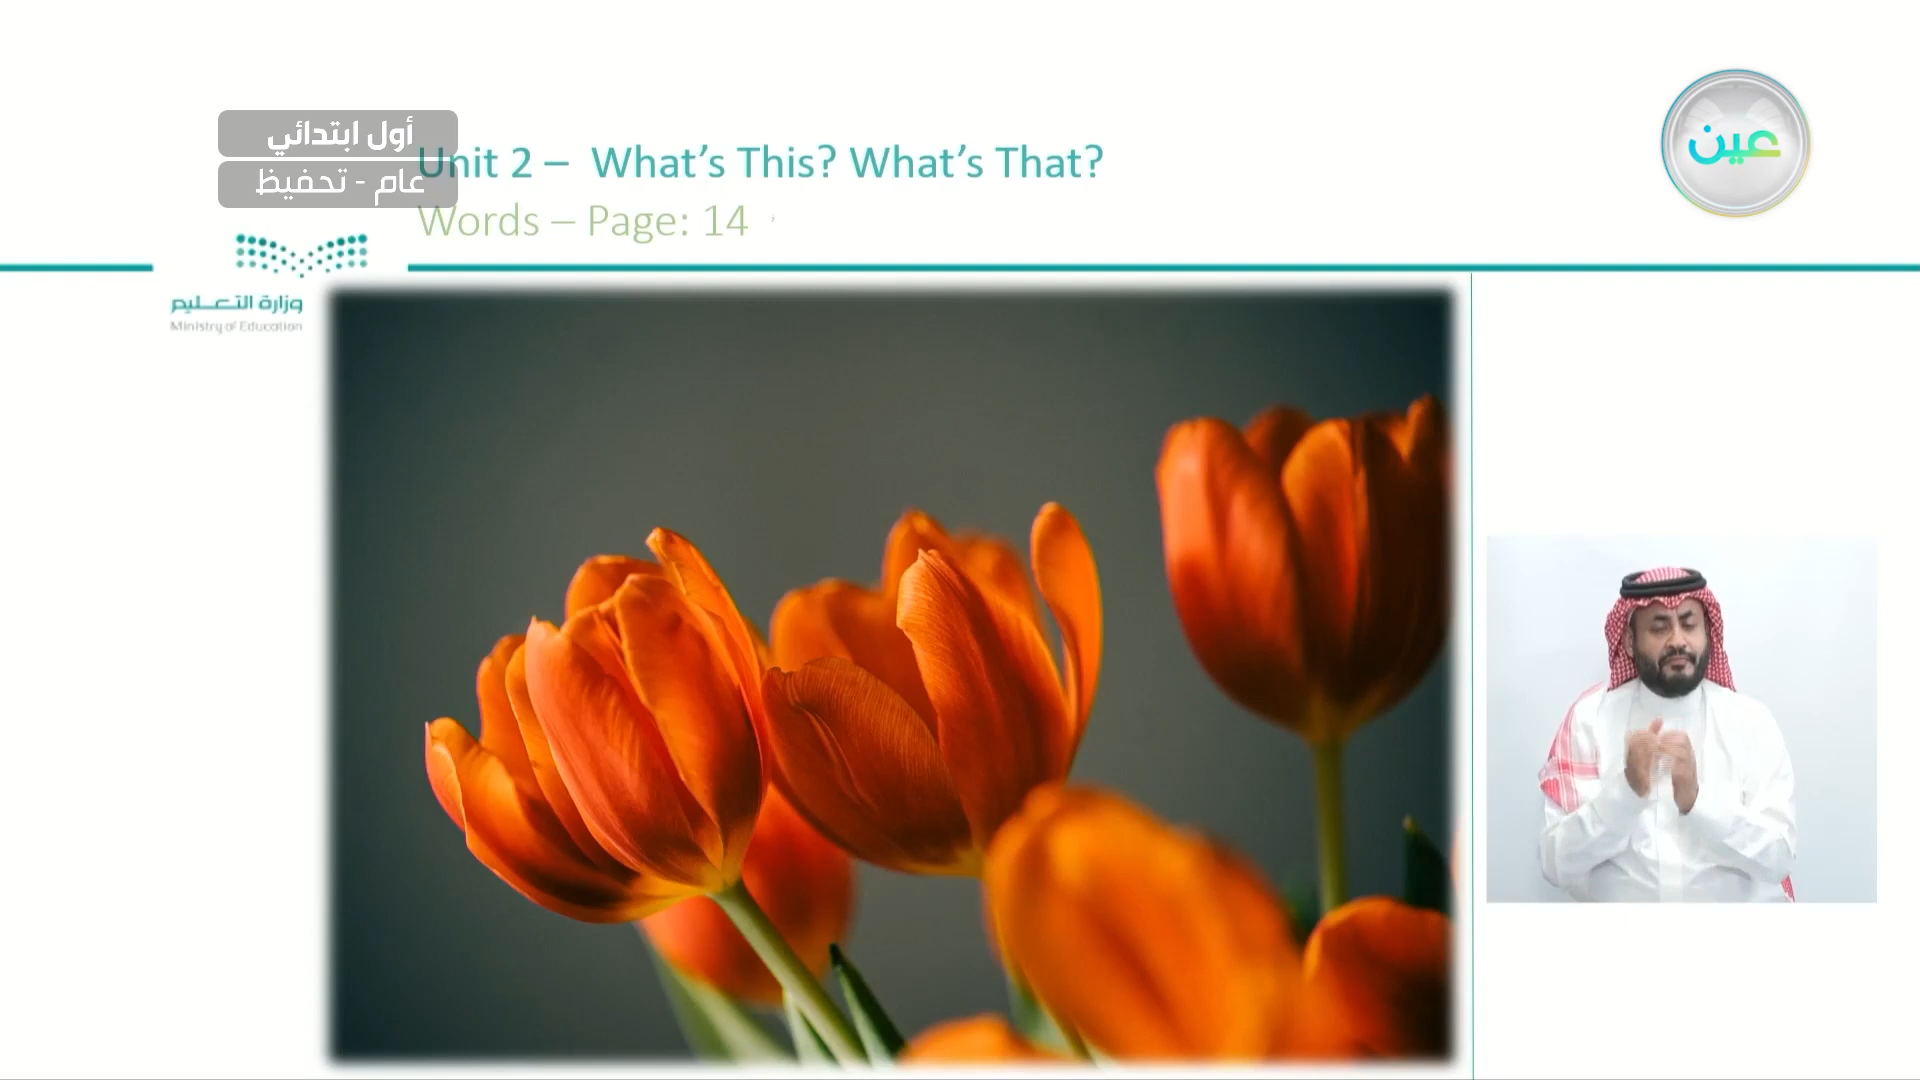 أول ابتدائي
عام - تحفيظ
Unit 2 – What's This? What's That?
Words – Page: 14
عين
وزارة التعليم
Ministry of Education